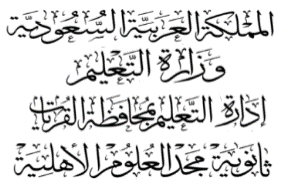 المملكة العربية السعودية
وزارة التعليم
إدارة التعليم بمحافظة القريات
ثانوية مجد العلوم الأهلية